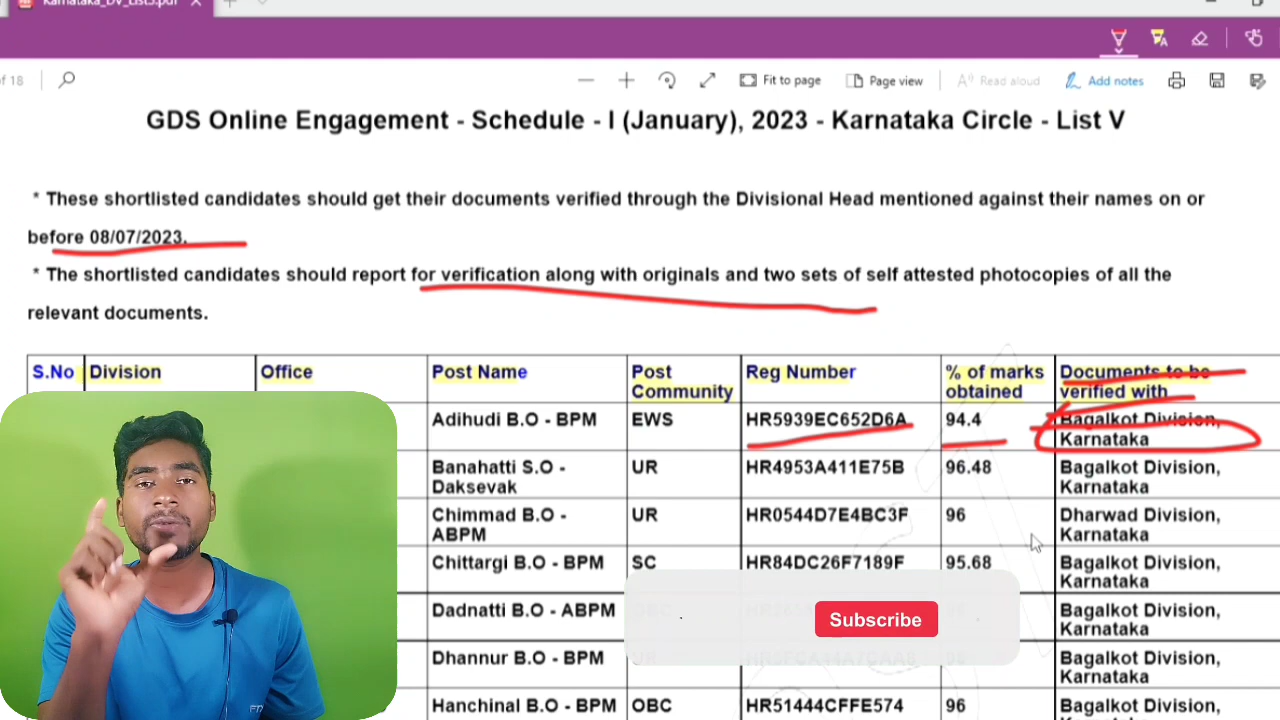 Karnataka_DV_List5.pdf
of 18
Fit to page
Page view
Read aloud
Add notes
GDS Online Engagement - Schedule - I (January), 2023 - Karnataka Circle - List V
* These shortlisted candidates should get their documents verified through the Divisional Head mentioned against their names on or
before 08/07/2023.
* The shortlisted candidates should report for verification along with originals and two sets of self attested photocopies of all the
relevant documents.
S.No Division Office Post Name Post Community Reg Number % of marks obtained Documents to be verified with
Adihudi B.O - BPM EWS HR5939EC652D6A 94.4 Bagalkot Division, Karnataka
Banahatti S.O - Daksevak UR HR4953A411E75B 96.48 Bagalkot Division, Karnataka
Chimmad B.O - ABPM UR HR0544D7E4BC3F 96 Dharwad Division, Karnataka
Chittargi B.O - BPM SC HR84DC26F7189F 95.68 Bagalkot Division, Karnataka
Dadnatti B.O - ABPM Bagalkot Division, Karnataka
Dhannur B.O - BPM UR Bagalkot Division, Karnataka
Hanchinal B.O - BPM OBC HR51444CFFE574 96 Bagalkot Division,
Subscribe